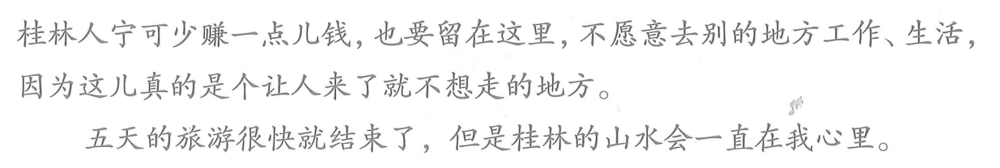 桂林人宁可少赚一点儿钱，也要留在这里，不愿意去别的地方工作、生活，
因为这儿真的是个让人来了就不想走的地方。
五天的旅游很快就结束了，但是桂林的山水会一直在我心里。